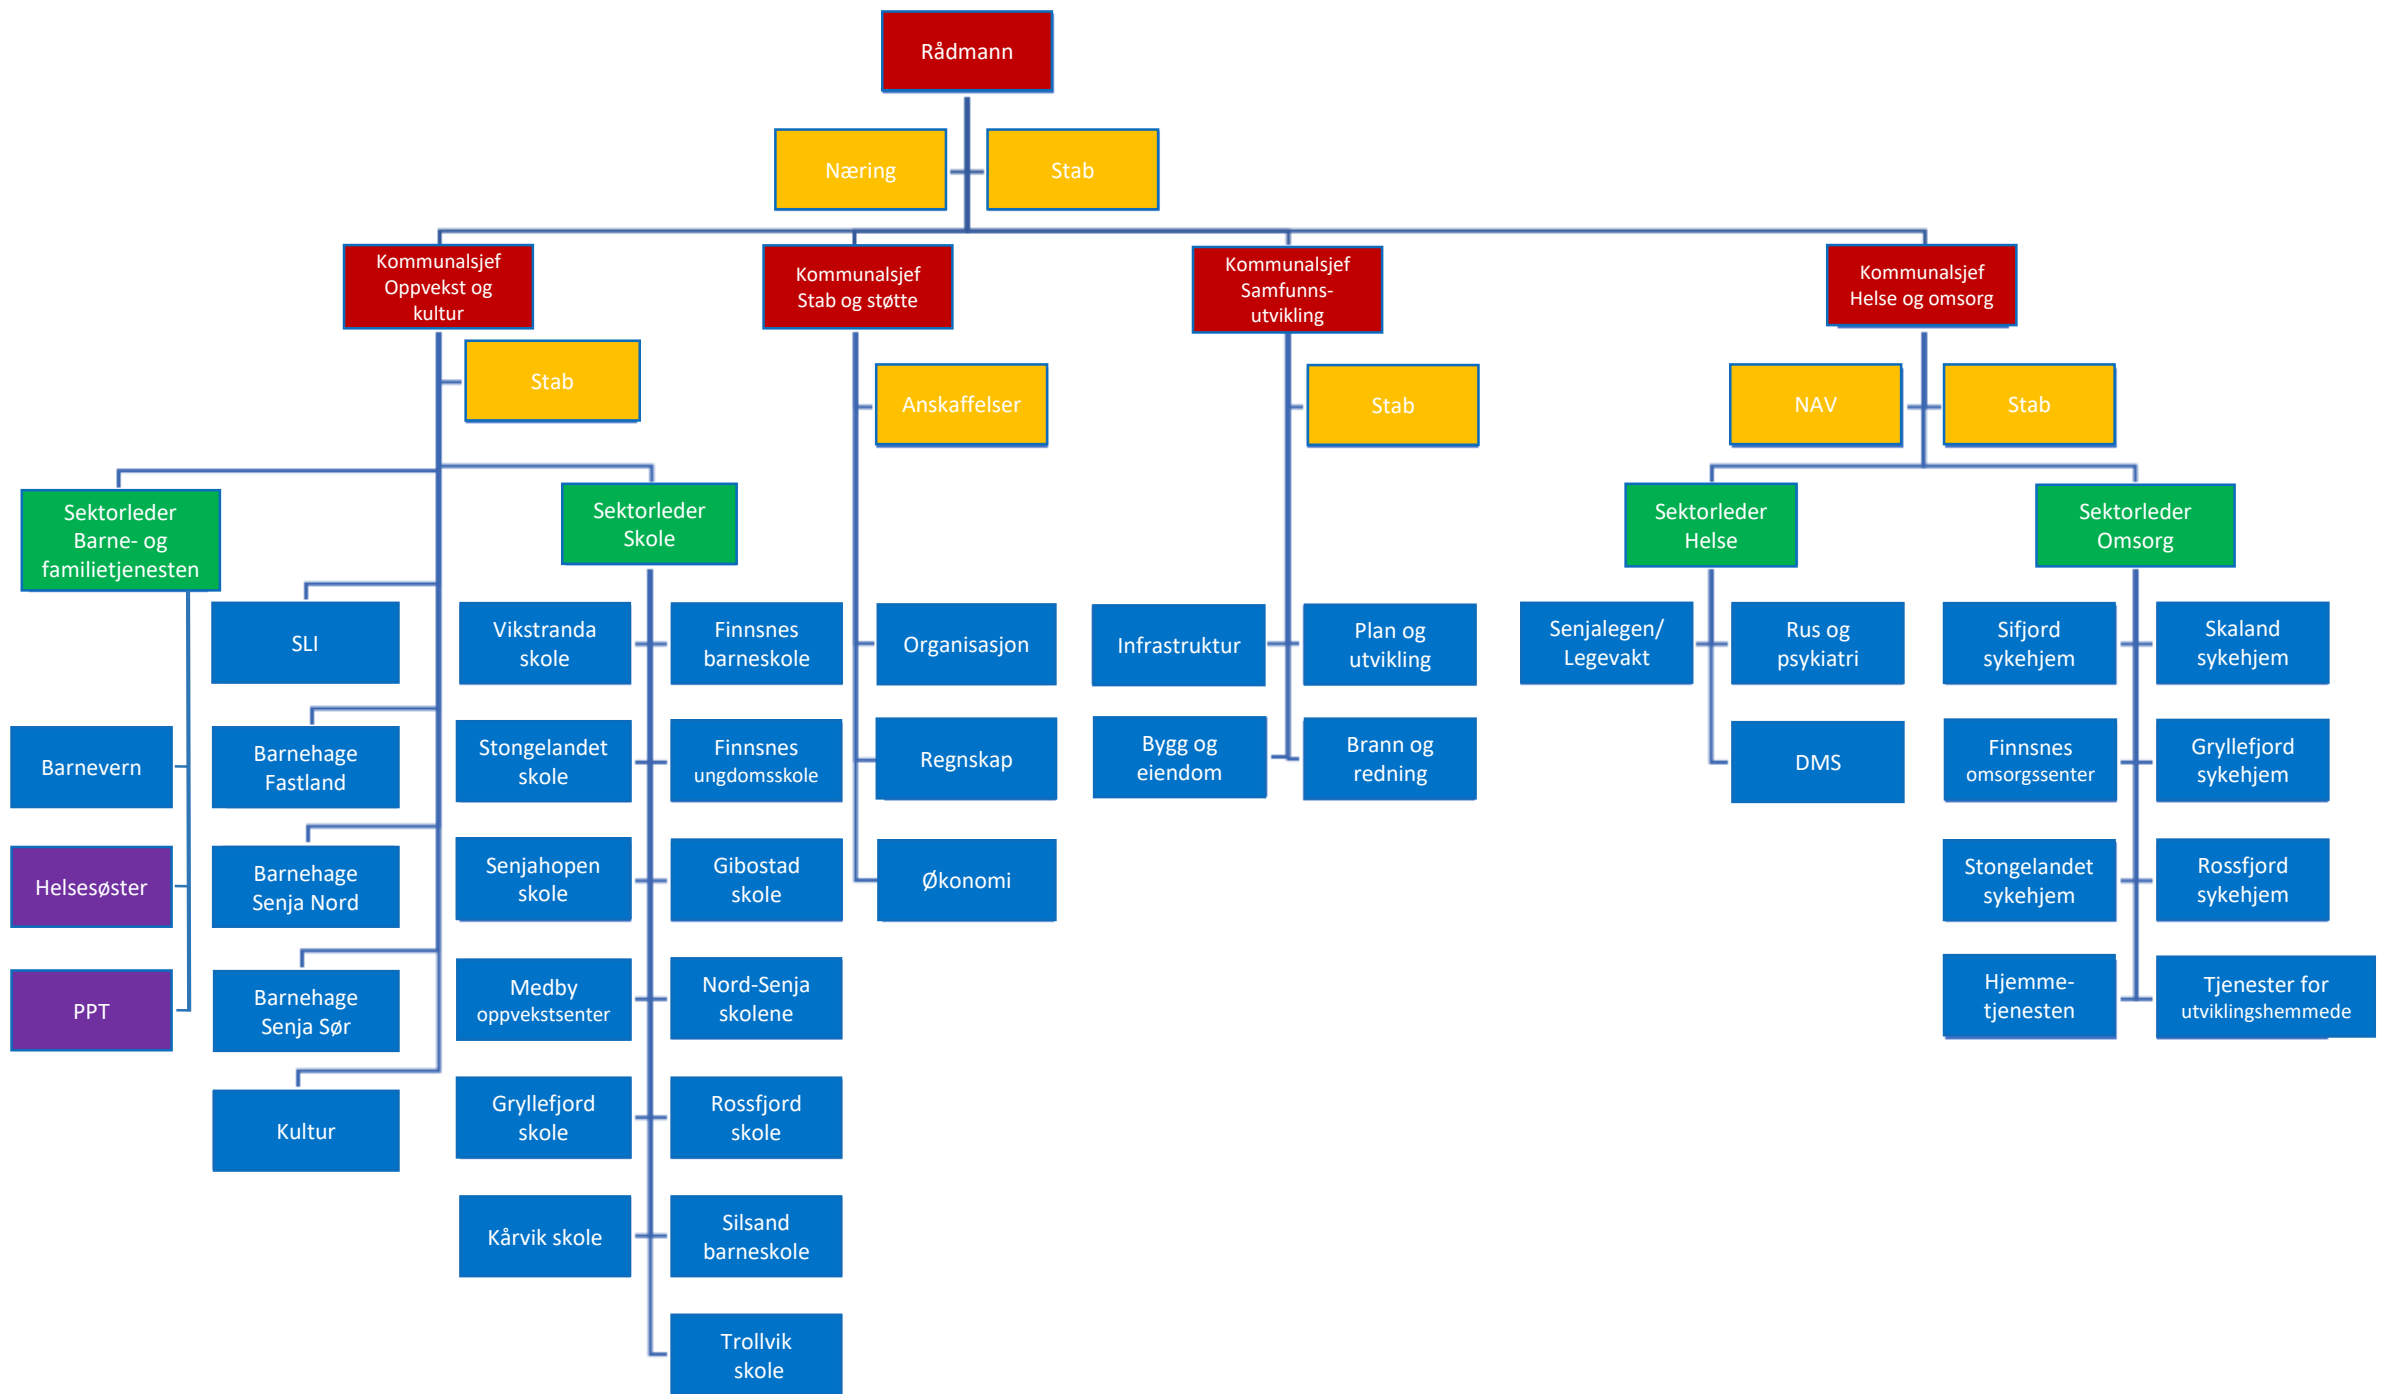 Rådmann
Næring
Stab
Kommunalsjef
Oppvekst og
kultur
Kommunalsjef
Stab og støtte
Kommunalsjef
Samfunns-
utvikling
Kommunalsjef
Helse og omsorg
Stab
Anskaffelser
Stab
NAV
Stab
Sektorleder
Barne- og
familietjenesten
Sektorleder
Skole
Sektorleder
Helse
Sektorleder
Omsorg
SLI
Vikstranda
skole
Finnsnes
barneskole
Organisasjon
Infrastruktur
Plan og
utvikling
Senjalegen/
Legevakt
Rus og
psykiatri
Sifjord
sykehjem
Skaland
sykehjem
Barnevern
Barnehage
Fastland
Stongelandet
skole
Finnsnes
ungdomsskole
Regnskap
Bygg og
eiendom
Brann og
redning
DMS
Finnsnes
omsorgssenter
Gryllefjord
sykehjem
Helsesøster
Barnehage
Senja Nord
Senjahopen
skole
Gibostad
skole
Økonomi
Stongelandet
sykehjem
Rossfjord
sykehjem
PPT
Barnehage
Senja Sør
Medby
oppvekstsenter
Nord-Senja
skolene
Hjemme-
tjenesten
Tjenester for
utviklingshemmede
Kultur
Gryllefjord
skole
Rossfjord
skole
Kårvik skole
Silsand
barneskole
Trollvik
skole